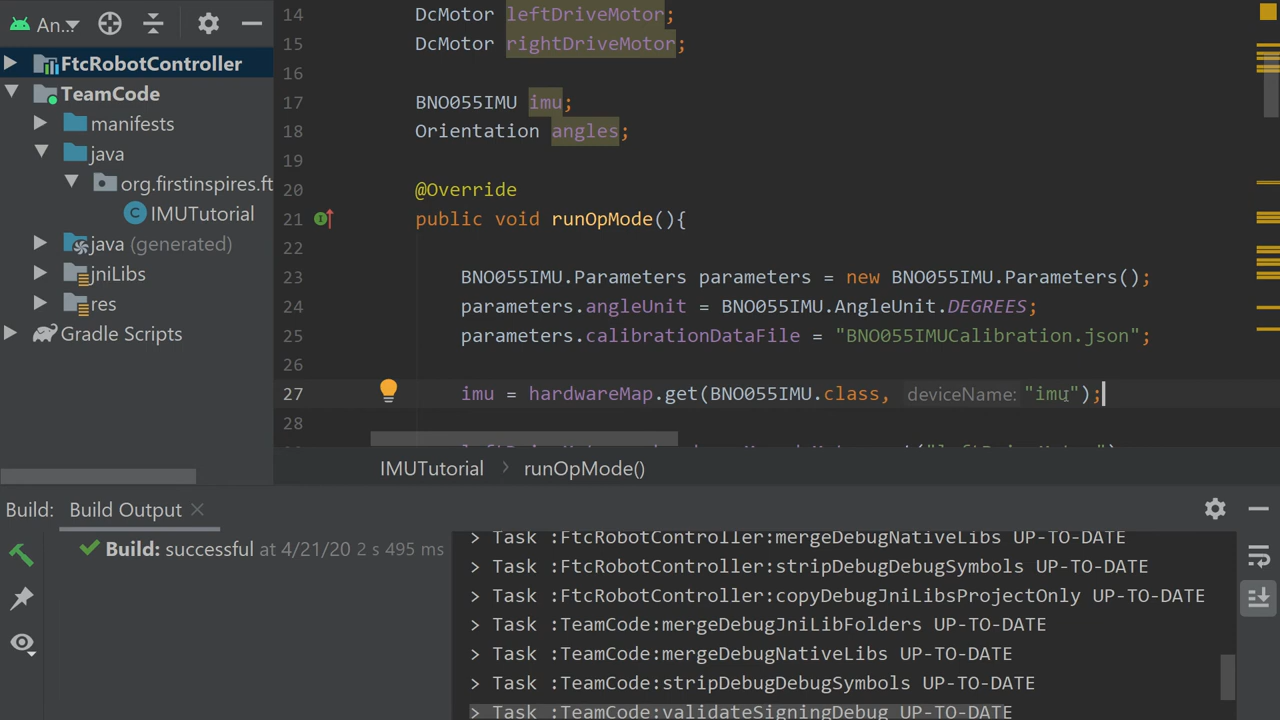 An...
FtcRobotController
TeamCode
manifests
java
org.firstinspires.ft
IMUTutorial
java (generated)
jniLibs
res
Gradle Scripts
14 DcMotor leftDriveMotor;
15 DcMotor rightDriveMotor;
16
17 BNO055IMU imu;
18 Orientation angles;
19
20 @Override
21 public void runOpMode(){
22
23 BNO055IMU.Parameters parameters = new BNO055IMU.Parameters();
24 parameters.angleUnit = BNO055IMU.AngleUnit.DEGREES;
25 parameters.calibrationDataFile = "BNO055IMUCalibration.json";
26
27 imu = hardwareMap.get(BNO055IMU.class, deviceName: "imu");
28
IMUTutorial > runOpMode()
Build: Build Output
Build: successful at 4/21/20 2 s 495 ms
> Task :FtcRobotController:mergeDebugNativeLibs UP-TO-DATE
> Task :FtcRobotController:stripDebugDebugSymbols UP-TO-DATE
> Task :FtcRobotController:copyDebugJniLibsProjectOnly UP-TO-DATE
> Task :TeamCode:mergeDebugJniLibFolders UP-TO-DATE
> Task :TeamCode:mergeDebugNativeLibs UP-TO-DATE
> Task :TeamCode:stripDebugDebugSymbols UP-TO-DATE
> Task :TeamCode:validateSigningDebug UP-TO-DATE